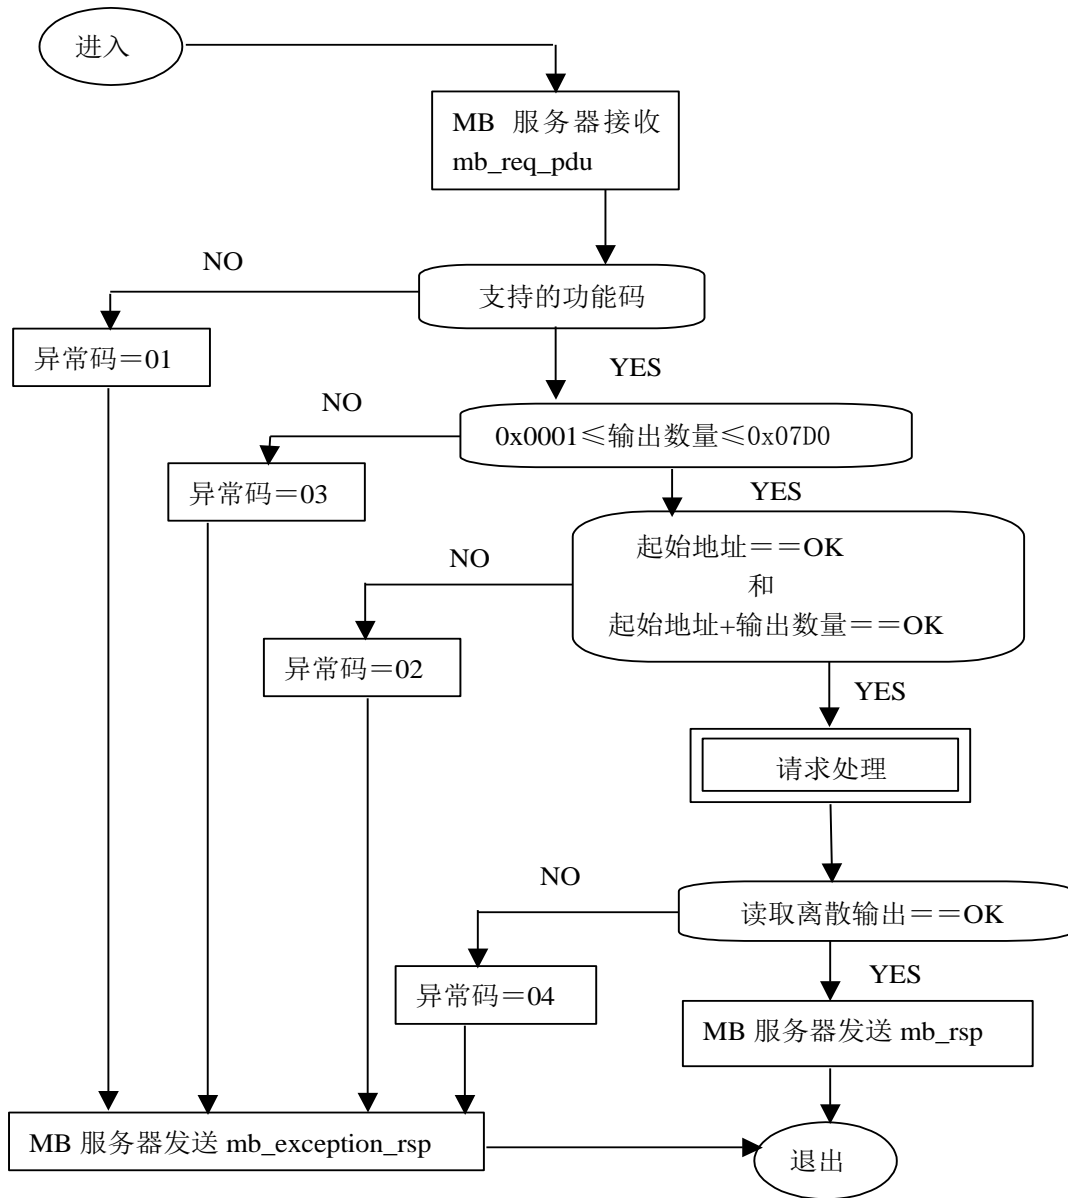 进入
MB 服务器接收
mb_req_pdu
NO
支持的功能码
异常码＝01
YES
NO
0x0001≤输出数量≤0x07D0
异常码＝03
YES
起始地址＝＝OK
NO
和
起始地址+输出数量＝＝OK
异常码＝02
YES
请求处理
NO
读取离散输出＝＝OK
YES
异常码＝04
MB 服务器发送 mb_rsp
MB 服务器发送 mb_exception_rsp
退出